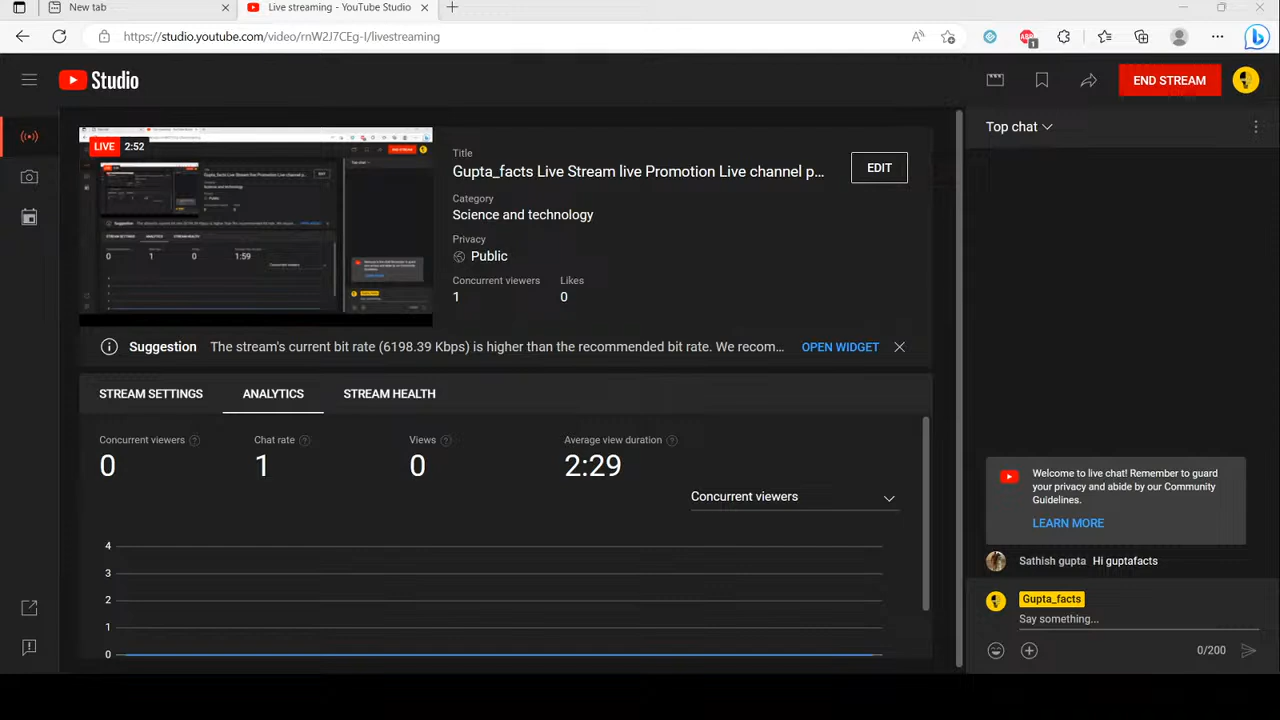 New tab
Live streaming - YouTube Studio
https://studio.youtube.com/video/rnW2J7CEg-I/livestreaming
Studio
END STREAM
LIVE 2:52
Title
Gupta_facts Live Stream live Promotion Live channel p...
EDIT
Category
Science and technology
Privacy
Public
Concurrent viewers
Likes
1
0
Suggestion The stream's current bit rate (6198.39 Kbps) is higher than the recommended bit rate. We recom...
OPEN WIDGET
STREAM SETTINGS
ANALYTICS
STREAM HEALTH
Concurrent viewers
Chat rate
Views
Average view duration
0
1
0
2:29
Concurrent viewers
4
3
2
1
0
Top chat
Welcome to live chat! Remember to guard
your privacy and abide by our Community
Guidelines.
LEARN MORE
Sathish gupta Hi guptafacts
Gupta_facts
Say something...
0/200